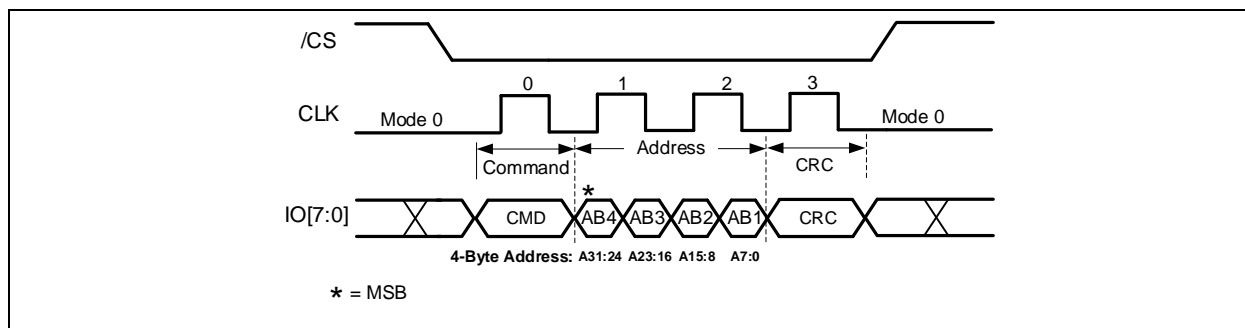 /CS
0 1 2 3
CLK
Mode 0 Mode 0
Command Address CRC
*
IO[7:0] CMD AB4 AB3 AB2 AB1 CRC
4-Byte Address: A31:24 A23:16 A15:8 A7:0
* = MSB